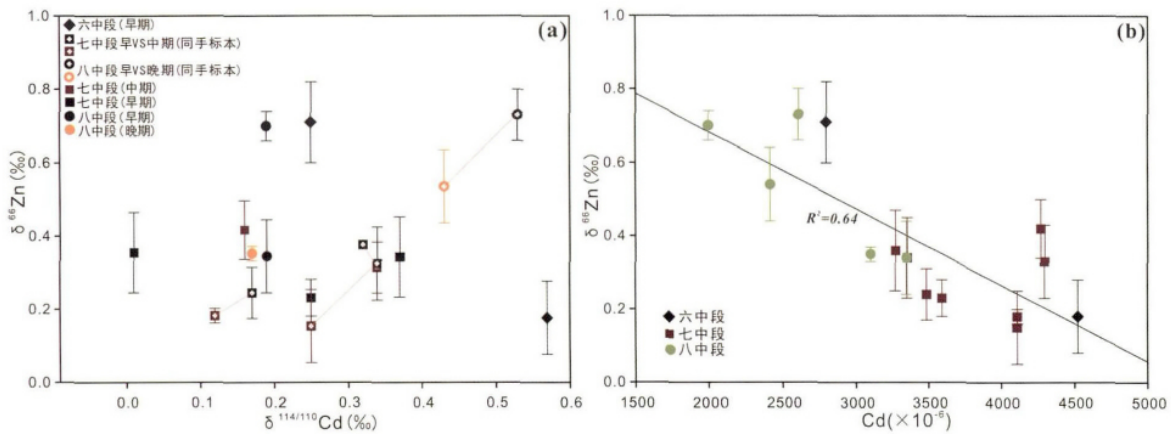 (a)
六中段(早期)
七中段早VS中期(同手标本)
八中段早VS晚期(同手标本)
七中段(中期)
七中段(早期)
八中段(早期)
八中段(晚期)
1.0
0.8
0.6
0.4
0.2
0.0
δ ⁶⁶Zn(‰)
0.0 0.1 0.2 0.3 0.4 0.5 0.6
δ ¹¹⁴/¹¹⁰Cd(‰)
(b)
1.0
0.8
0.6
0.4
0.2
0.0
δ ⁶⁶Zn(‰)
R²=0.64
六中段
七中段
八中段
1500 2000 2500 3000 3500 4000 4500 5000
Cd(×10⁻⁶)